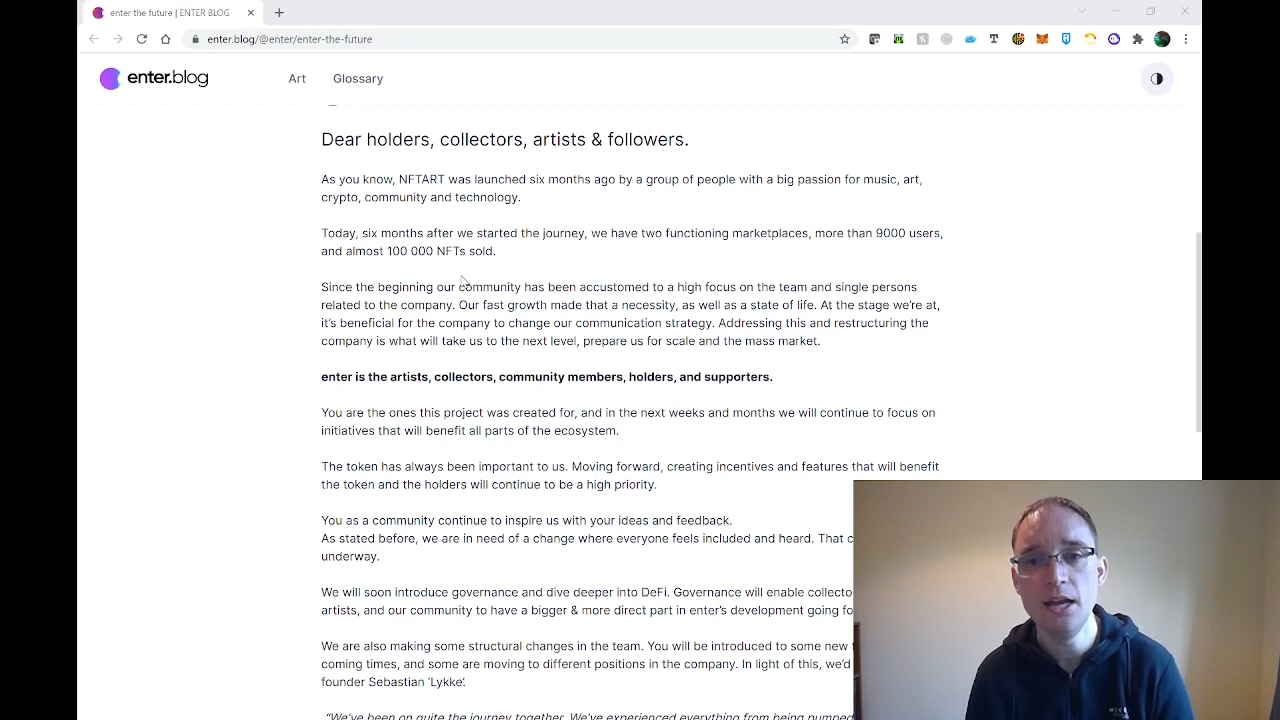 enter the future | ENTER BLOG
enter.blog/@enter/enter-the-future
enter.blog
Art
Glossary
Dear holders, collectors, artists & followers.
As you know, NFTART was launched six months ago by a group of people with a big passion for music, art,
crypto, community and technology.
Today, six months after we started the journey, we have two functioning marketplaces, more than 9000 users,
and almost 100 000 NFTs sold.
Since the beginning our community has been accustomed to a high focus on the team and single persons
related to the company. Our fast growth made that a necessity, as well as a state of life. At the stage we're at,
it's beneficial for the company to change our communication strategy. Addressing this and restructuring the
company is what will take us to the next level, prepare us for scale and the mass market.
enter is the artists, collectors, community members, holders, and supporters.
You are the ones this project was created for, and in the next weeks and months we will continue to focus on
initiatives that will benefit all parts of the ecosystem.
The token has always been important to us. Moving forward, creating incentives and features that will benefit
the token and the holders will continue to be a high priority.
You as a community continue to inspire us with your ideas and feedback.
As stated before, we are in need of a change where everyone feels included and heard. That c
underway.
We will soon introduce governance and dive deeper into DeFi. Governance will enable collecto
artists, and our community to have a bigger & more direct part in enter's development going fo
We are also making some structural changes in the team. You will be introduced to some new
coming times, and some are moving to different positions in the company. In light of this, we'd
founder Sebastian 'Lykke'.
"We've been on quite the journey together. We've experienced everything from being pumped